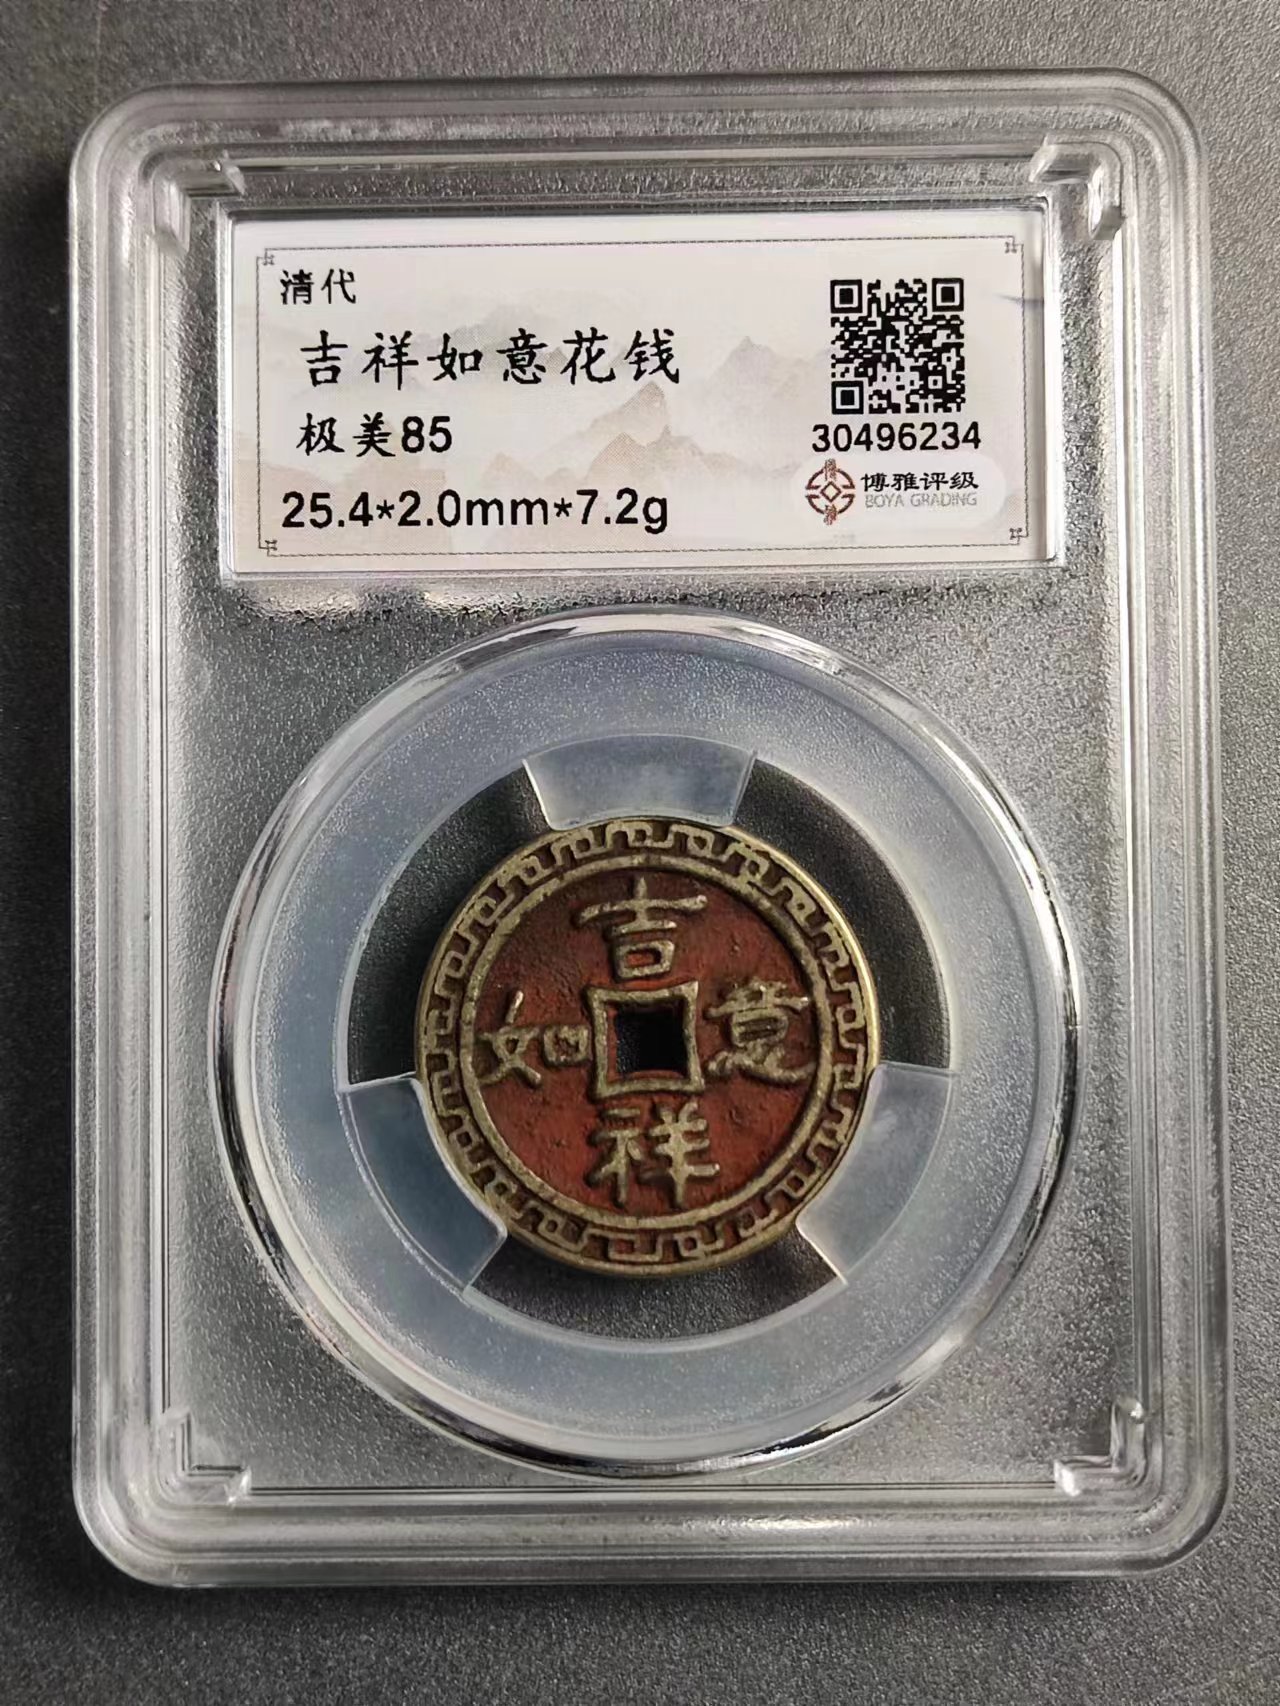 清代
吉祥如意花钱
极美85
25.4*2.0mm*7.2g
30496234
博雅评级
BOYA GRADING
吉
如 意
祥